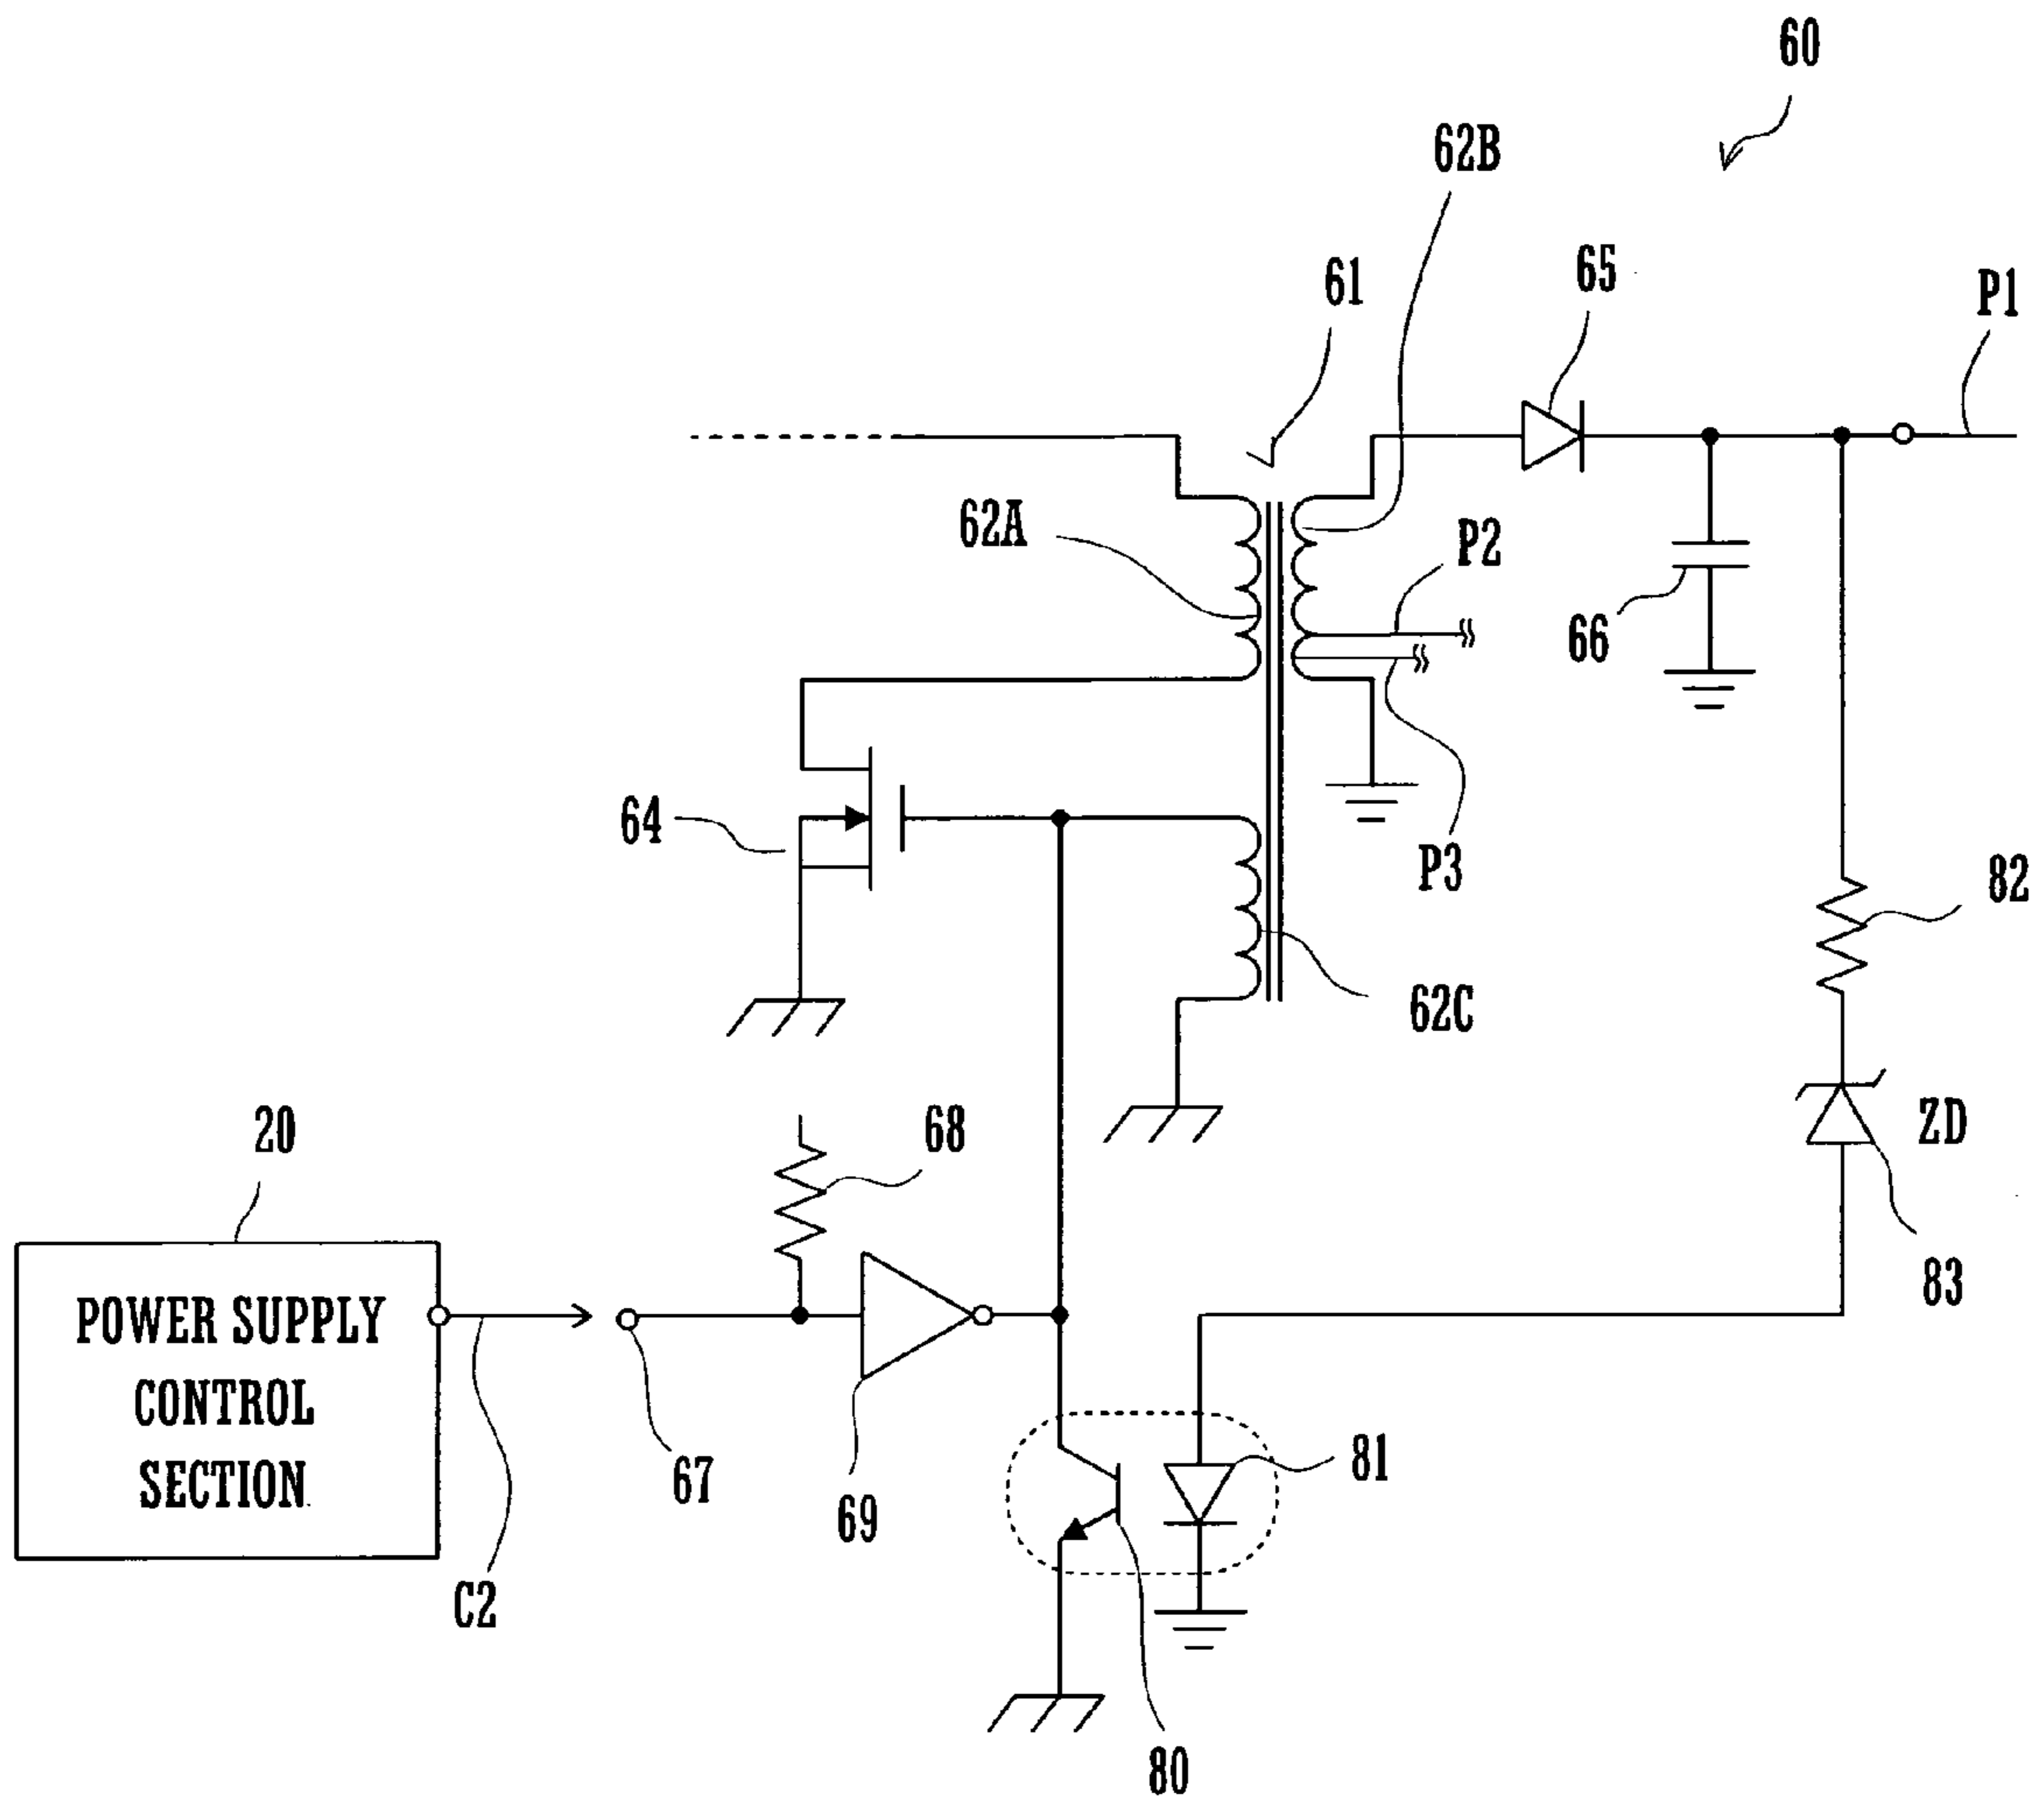 60
62B
61
65
P1
62A
P2
66
64
P3
82
62C
20
68
ZD
83
POWER SUPPLY
CONTROL
SECTION
67
69
81
C2
80